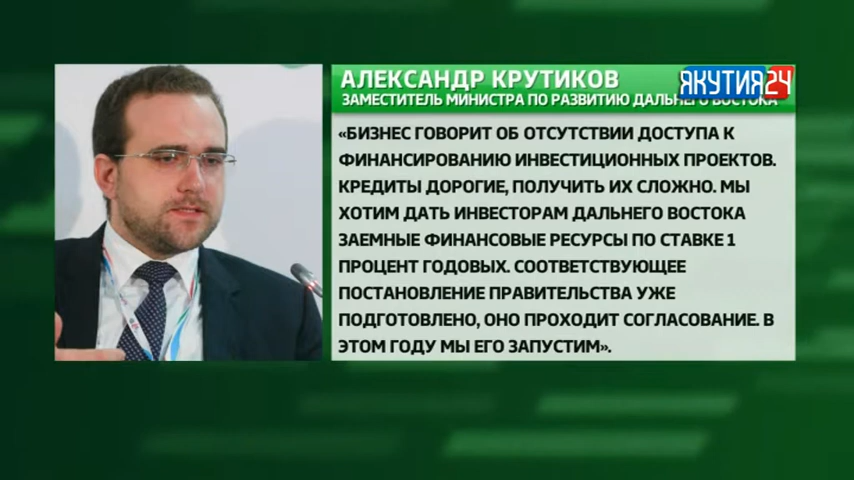 АЛЕКСАНДР КРУТИКОВ
ЯКУТИЯ24
ЗАМЕСТИТЕЛЬ МИНИСТРА ПО РАЗВИТИЮ ДАЛЬНЕГО ВОСТОКА
«БИЗНЕС ГОВОРИТ ОБ ОТСУТСТВИИ ДОСТУПА К
ФИНАНСИРОВАНИЮ ИНВЕСТИЦИОННЫХ ПРОЕКТОВ.
КРЕДИТЫ ДОРОГИЕ, ПОЛУЧИТЬ ИХ СЛОЖНО. МЫ
ХОТИМ ДАТЬ ИНВЕСТОРАМ ДАЛЬНЕГО ВОСТОКА
ЗАЕМНЫЕ ФИНАНСОВЫЕ РЕСУРСЫ ПО СТАВКЕ 1
ПРОЦЕНТ ГОДОВЫХ. СООТВЕТСТВУЮЩЕЕ
ПОСТАНОВЛЕНИЕ ПРАВИТЕЛЬСТВА УЖЕ
ПОДГОТОВЛЕНО, ОНО ПРОХОДИТ СОГЛАСОВАНИЕ. В
ЭТОМ ГОДУ МЫ ЕГО ЗАПУСТИМ».